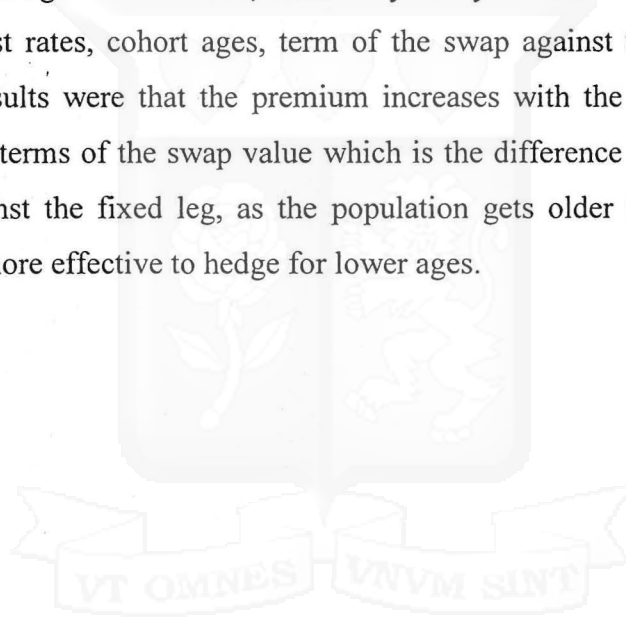 st rates, cohort ages, term of the swap against
sults were that the premium increases with the
terms of the swap value which is the difference
nst the fixed leg, as the population gets older
nore effective to hedge for lower ages.
VT OMNES VNVM SINT